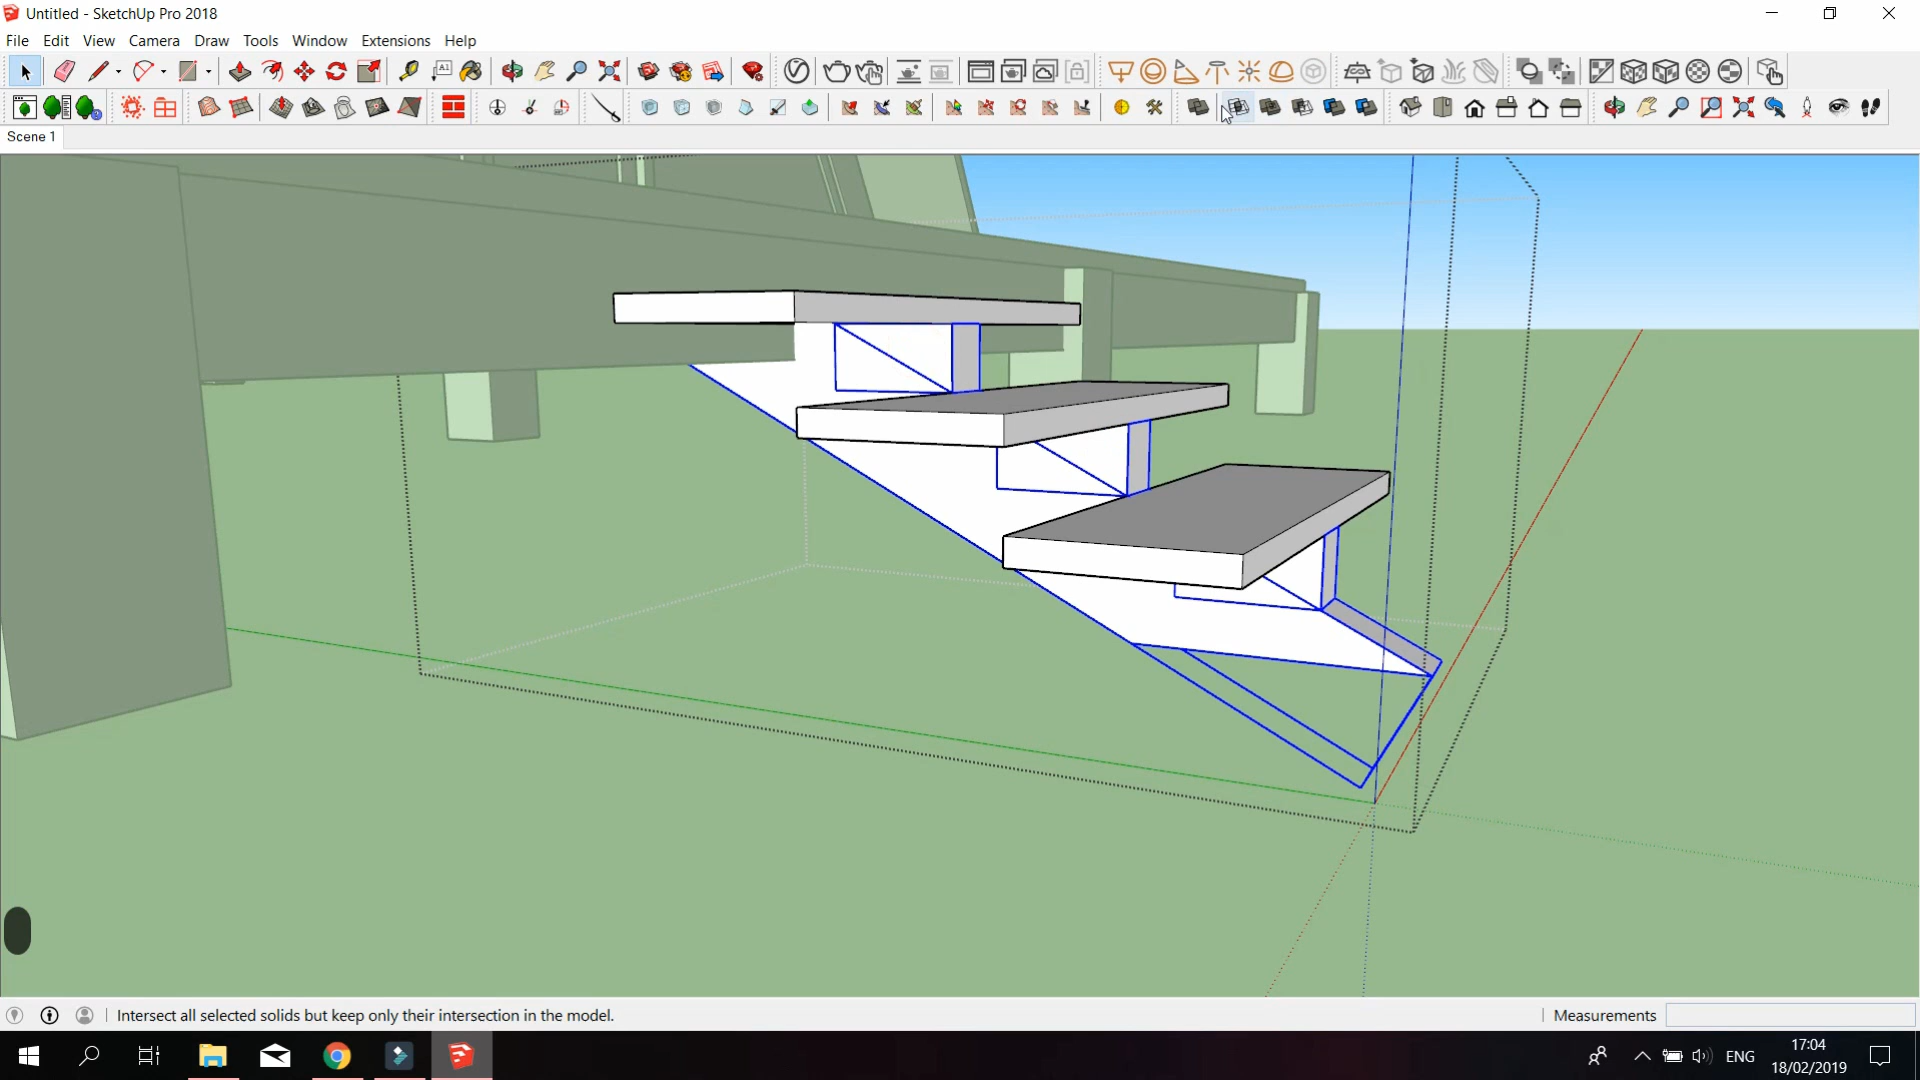 Untitled - SketchUp Pro 2018
File Edit View Camera Draw Tools Window Extensions Help
A1
Scene 1
Intersect all selected solids but keep only their intersection in the model.
Measurements
ENG
17:04
18/02/2019